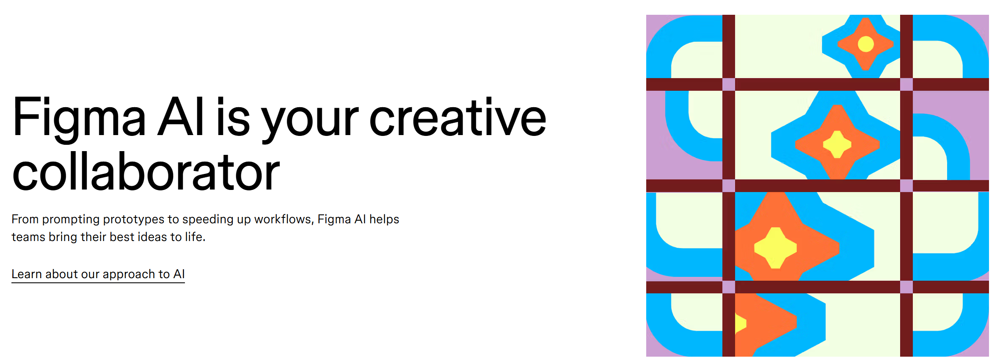 Figma AI is your creative
collaborator
From prompting prototypes to speeding up workflows, Figma AI helps
teams bring their best ideas to life.
Learn about our approach to AI